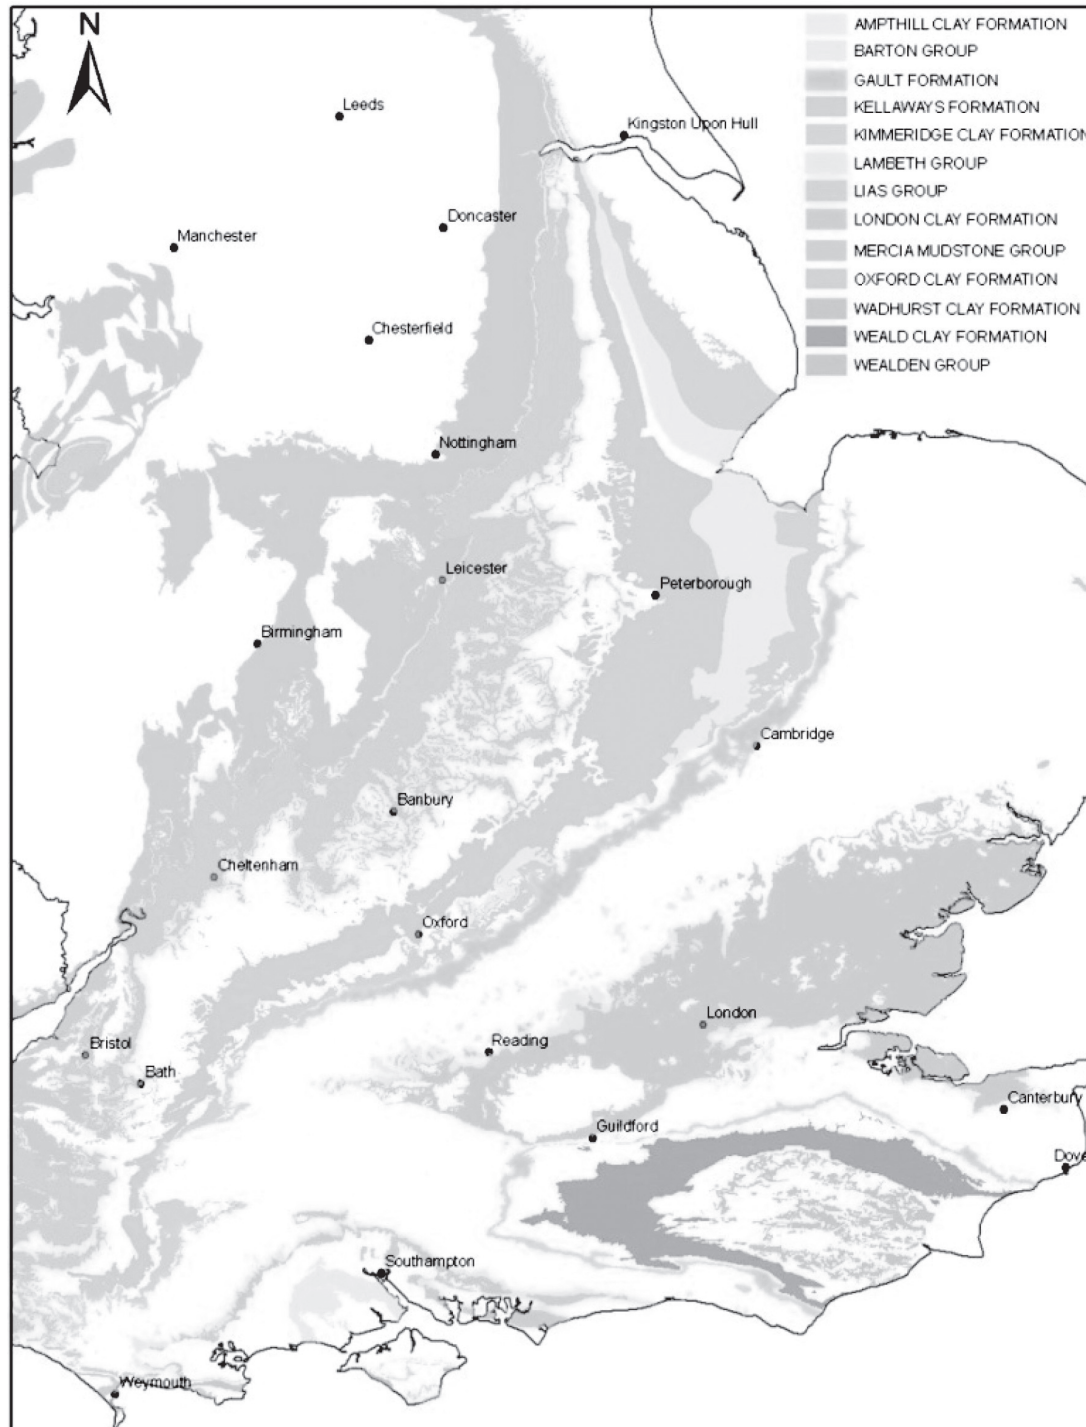 N
AMPTHILL CLAY FORMATION
BARTON GROUP
GAULT FORMATION
KELLAWAYS FORMATION
KIMMERIDGE CLAY FORMATION
LAMBETH GROUP
LIAS GROUP
LONDON CLAY FORMATION
MERCIA MUDSTONE GROUP
OXFORD CLAY FORMATION
WADHURST CLAY FORMATION
WEALD CLAY FORMATION
WEALDEN GROUP
Leeds
Kingston Upon Hull
Doncaster
Manchester
Chesterfield
Nottingham
Leicester
Peterborough
Birmingham
Cambridge
Banbury
Cheltenham
Oxford
London
Bristol
Reading
Bath
Canterbury
Guildford
Dove
Southampton
Weymouth